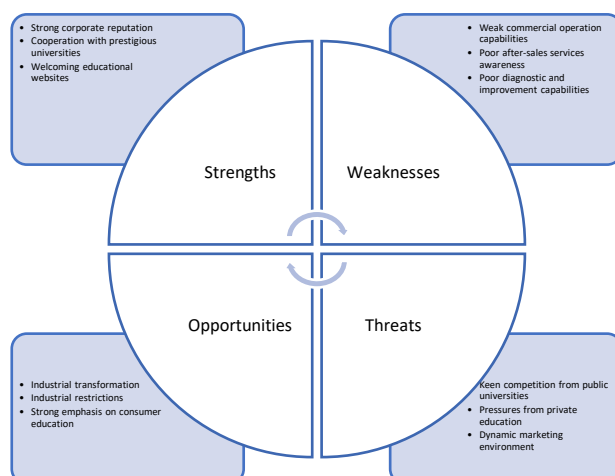 • Strong corporate reputation
• Cooperation with prestigious
universities
• Welcoming educational
websites
• Weak commercial operation
capabilities
• Poor after-sales services
awareness
• Poor diagnostic and
improvement capabilities
Strengths
Weaknesses
Opportunities
Threats
• Industrial transformation
• Industrial restrictions
• Strong emphasis on consumer
education
Keen competition from public
universities
• Pressures from private
education
• Dynamic marketing
environment